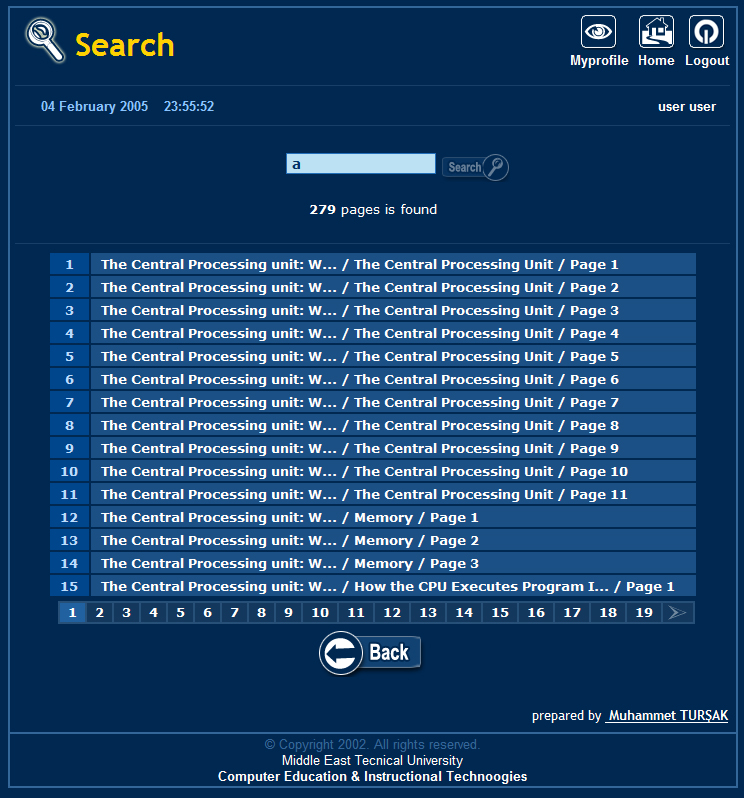 Search
Myprofile Home Logout
04 February 2005 23:55:52 user user
a Search
279 pages is found
1 The Central Processing unit: W... / The Central Processing Unit / Page 1
2 The Central Processing unit: W... / The Central Processing Unit / Page 2
3 The Central Processing unit: W... / The Central Processing Unit / Page 3
4 The Central Processing unit: W... / The Central Processing Unit / Page 4
5 The Central Processing unit: W... / The Central Processing Unit / Page 5
6 The Central Processing unit: W... / The Central Processing Unit / Page 6
7 The Central Processing unit: W... / The Central Processing Unit / Page 7
8 The Central Processing unit: W... / The Central Processing Unit / Page 8
9 The Central Processing unit: W... / The Central Processing Unit / Page 9
10 The Central Processing unit: W... / The Central Processing Unit / Page 10
11 The Central Processing unit: W... / The Central Processing Unit / Page 11
12 The Central Processing unit: W... / Memory / Page 1
13 The Central Processing unit: W... / Memory / Page 2
14 The Central Processing unit: W... / Memory / Page 3
15 The Central Processing unit: W... / How the CPU Executes Program I... / Page 1
1 2 3 4 5 6 7 8 9 10 11 12 13 14 15 16 17 18 19
Back
prepared by Muhammet TURŞAK
© Copyright 2002. All rights reserved.
Middle East Tecnical University
Computer Education & Instructional Technoogies